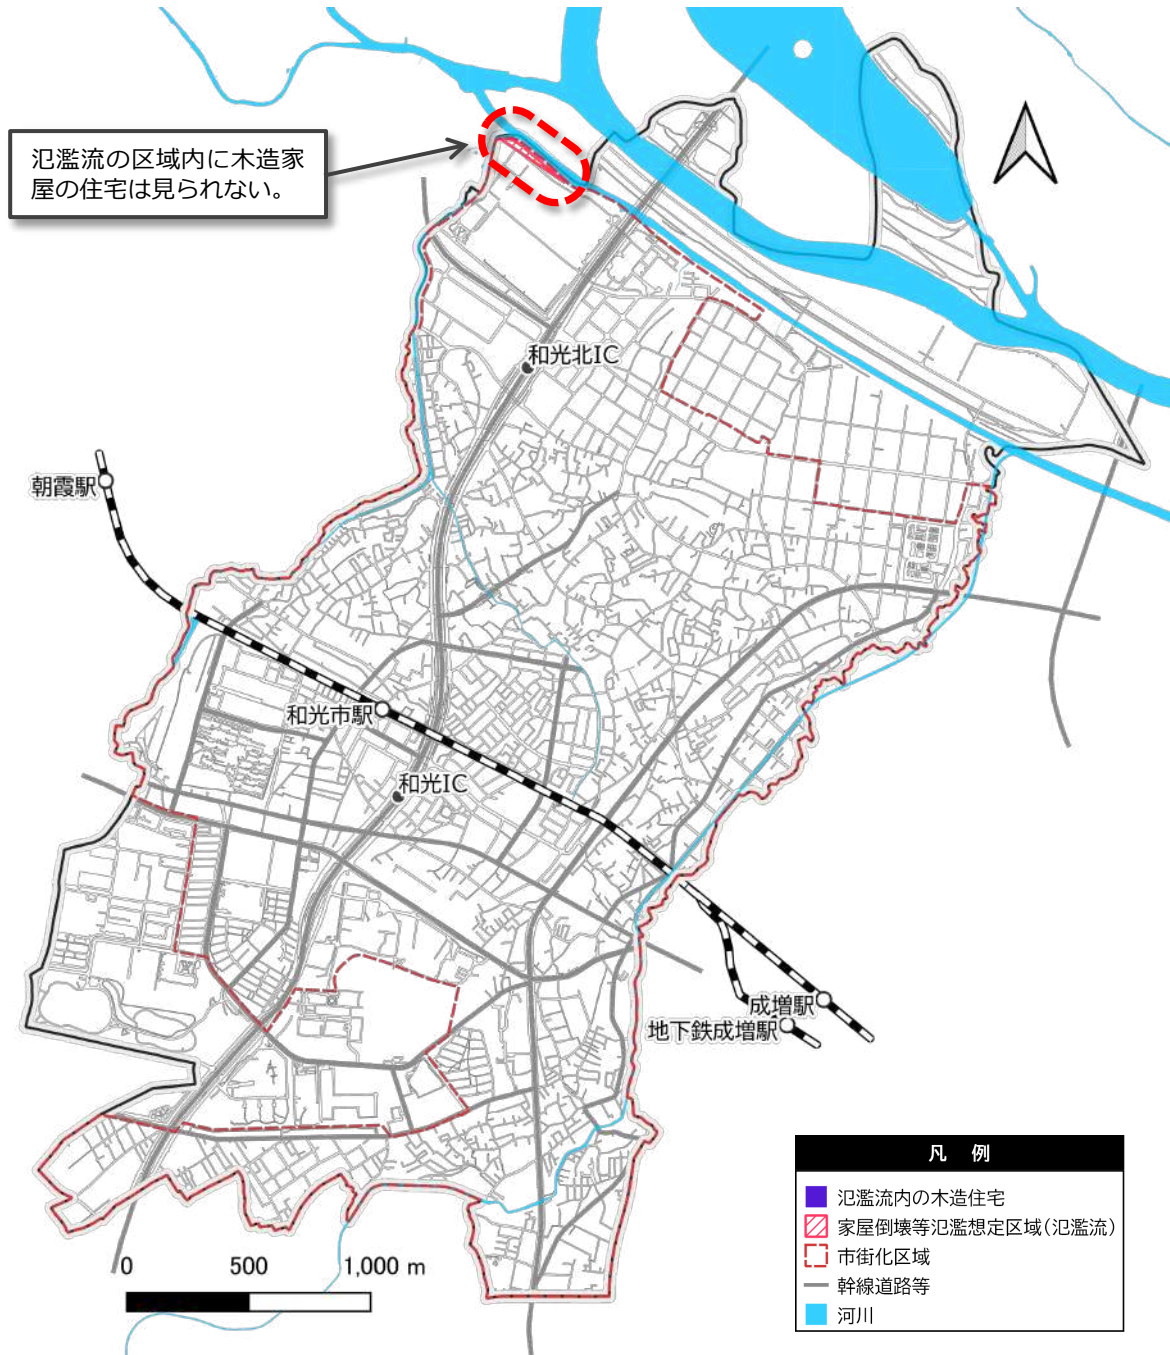 氾濫流の区域内に木造家
屋の住宅は見られない。
和光北IC
朝霞駅
和光市駅
和光IC
成増駅
地下鉄成増駅
凡 例
氾濫流内の木造住宅
家屋倒壊等氾濫想定区域(氾濫流)
市街化区域
幹線道路等
河川
0 500 1,000 m